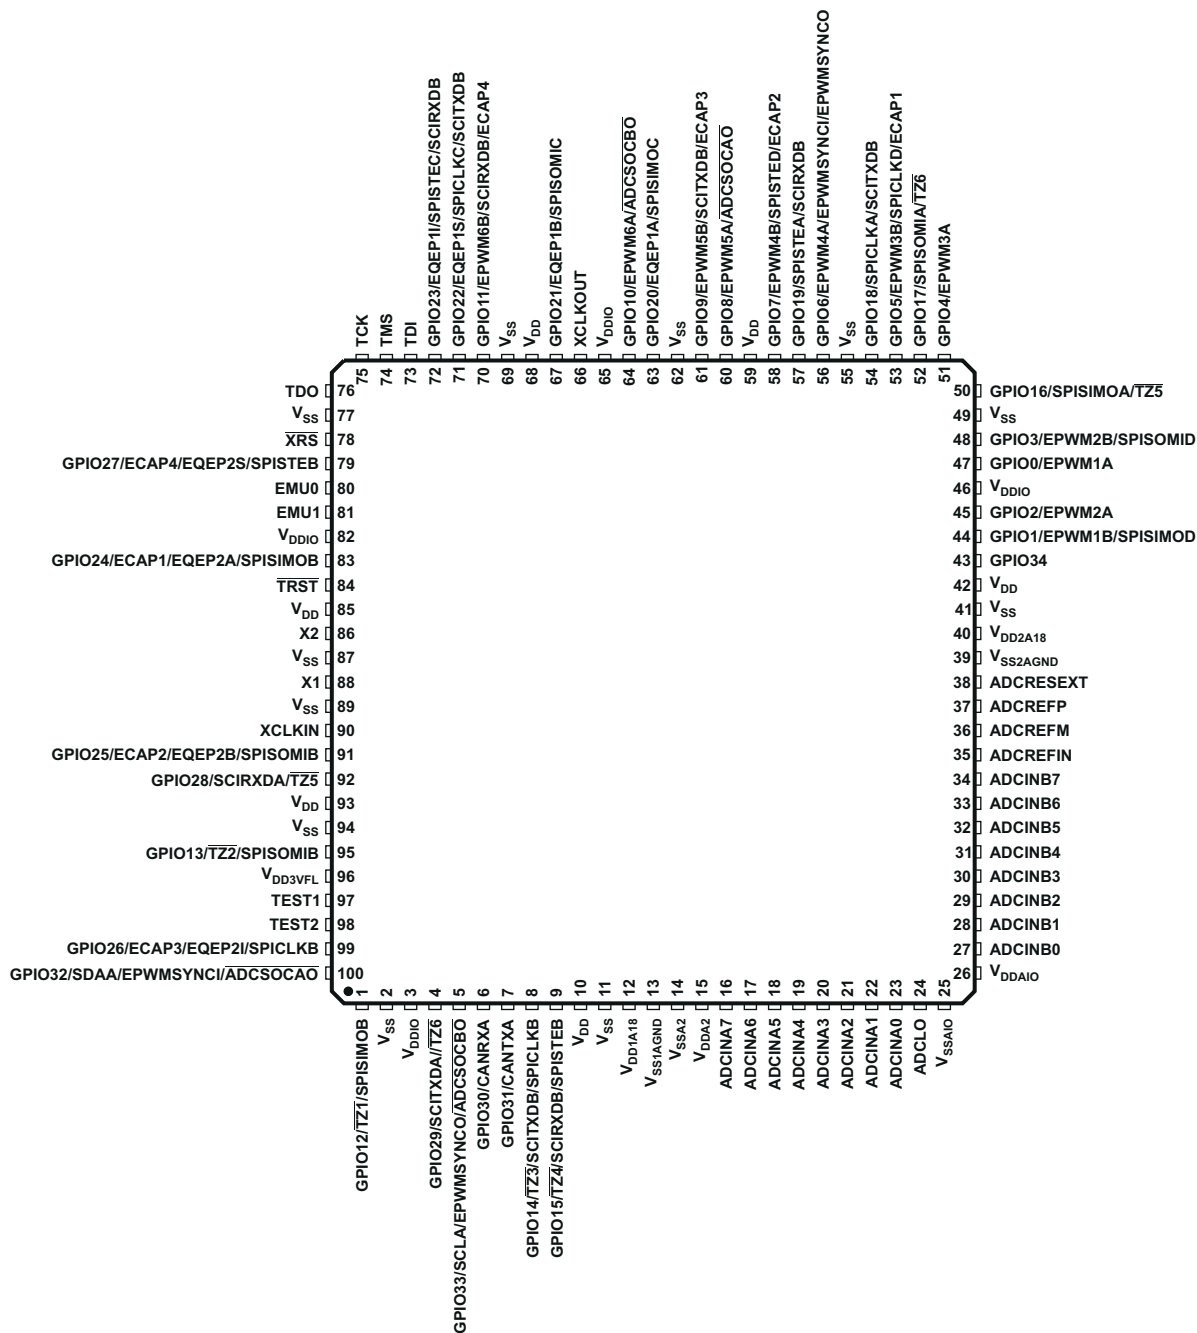 TCK
TMS
TDI
GPIO23/EQEP1I/SPISTEC/SCIRXDB
GPIO22/EQEP1S/SPICLKC/SCITXDB
GPIO11/EPWM6B/SCIRXDB/ECAP4
VSS
VDD
GPIO21/EQEP1B/SPISOMIC
XCLKOUT
VDDIO
GPIO10/EPWM6A/ADCSOCBO
GPIO20/EQEP1A/SPISIMOC
VSS
GPIO9/EPWM5B/SCITXDB/ECAP3
GPIO8/EPWM5A/ADCSOCAO
VDD
GPIO7/EPWM4B/SPISTED/ECAP2
GPIO19/SPISTEA/SCIRXDB
GPIO6/EPWM4A/EPWMSYNCI/EPWMSYNCO
VSS
GPIO18/SPICLKA/SCITXDB
GPIO5/EPWM3B/SPICLKD/ECAP1
GPIO17/SPISOMIA/TZ6
GPIO4/EPWM3A
75 74 73 72 71 70 69 68 67 66 65 64 63 62 61 60 59 58 57 56 55 54 53 52 51
TDO 76
VSS 77
XRS 78
GPIO27/ECAP4/EQEP2S/SPISTEB 79
EMU0 80
EMU1 81
VDDIO 82
GPIO24/ECAP1/EQEP2A/SPISIMOB 83
TRST 84
VDD 85
X2 86
VSS 87
X1 88
VSS 89
XCLKIN 90
GPIO25/ECAP2/EQEP2B/SPISOMIB 91
GPIO28/SCIRXDA/TZ5 92
VDD 93
VSS 94
GPIO13/TZ2/SPISOMIB 95
VDD3VFL 96
TEST1 97
TEST2 98
GPIO26/ECAP3/EQEP2I/SPICLKB 99
GPIO32/SDAA/EPWMSYNCI/ADCSOCAO 100
50 GPIO16/SPISIMOA/TZ5
49 VSS
48 GPIO3/EPWM2B/SPISOMID
47 GPIO0/EPWM1A
46 VDDIO
45 GPIO2/EPWM2A
44 GPIO1/EPWM1B/SPISIMOD
43 GPIO34
42 VDD
41 VSS
40 VDD2A18
39 VSS2AGND
38 ADCRESEXT
37 ADCREFP
36 ADCREFM
35 ADCREFIN
34 ADCINB7
33 ADCINB6
32 ADCINB5
31 ADCINB4
30 ADCINB3
29 ADCINB2
28 ADCINB1
27 ADCINB0
26 VDDAIO
1 2 3 4 5 6 7 8 9 10 11 12 13 14 15 16 17 18 19 20 21 22 23 24 25
GPIO12/TZ1/SPISIMOB
VSS
VDDIO
GPIO29/SCITXDA//TZ6
GPIO33/SCLA/EPWMSYNCO/ADCSOCBO
GPIO30/CANRXA
GPIO31/CANTXA
GPIO14/TZ3/SCITXDB/SPICLKB
GPIO15/TZ4/SCIRXDB/SPISTEB
VDD
VSS
VDD1A18
VSS1AGND
VSSA2
VDDA2
ADCINA7
ADCINA6
ADCINA5
ADCINA4
ADCINA3
ADCINA2
ADCINA1
ADCINA0
ADCLO
VSSAIO